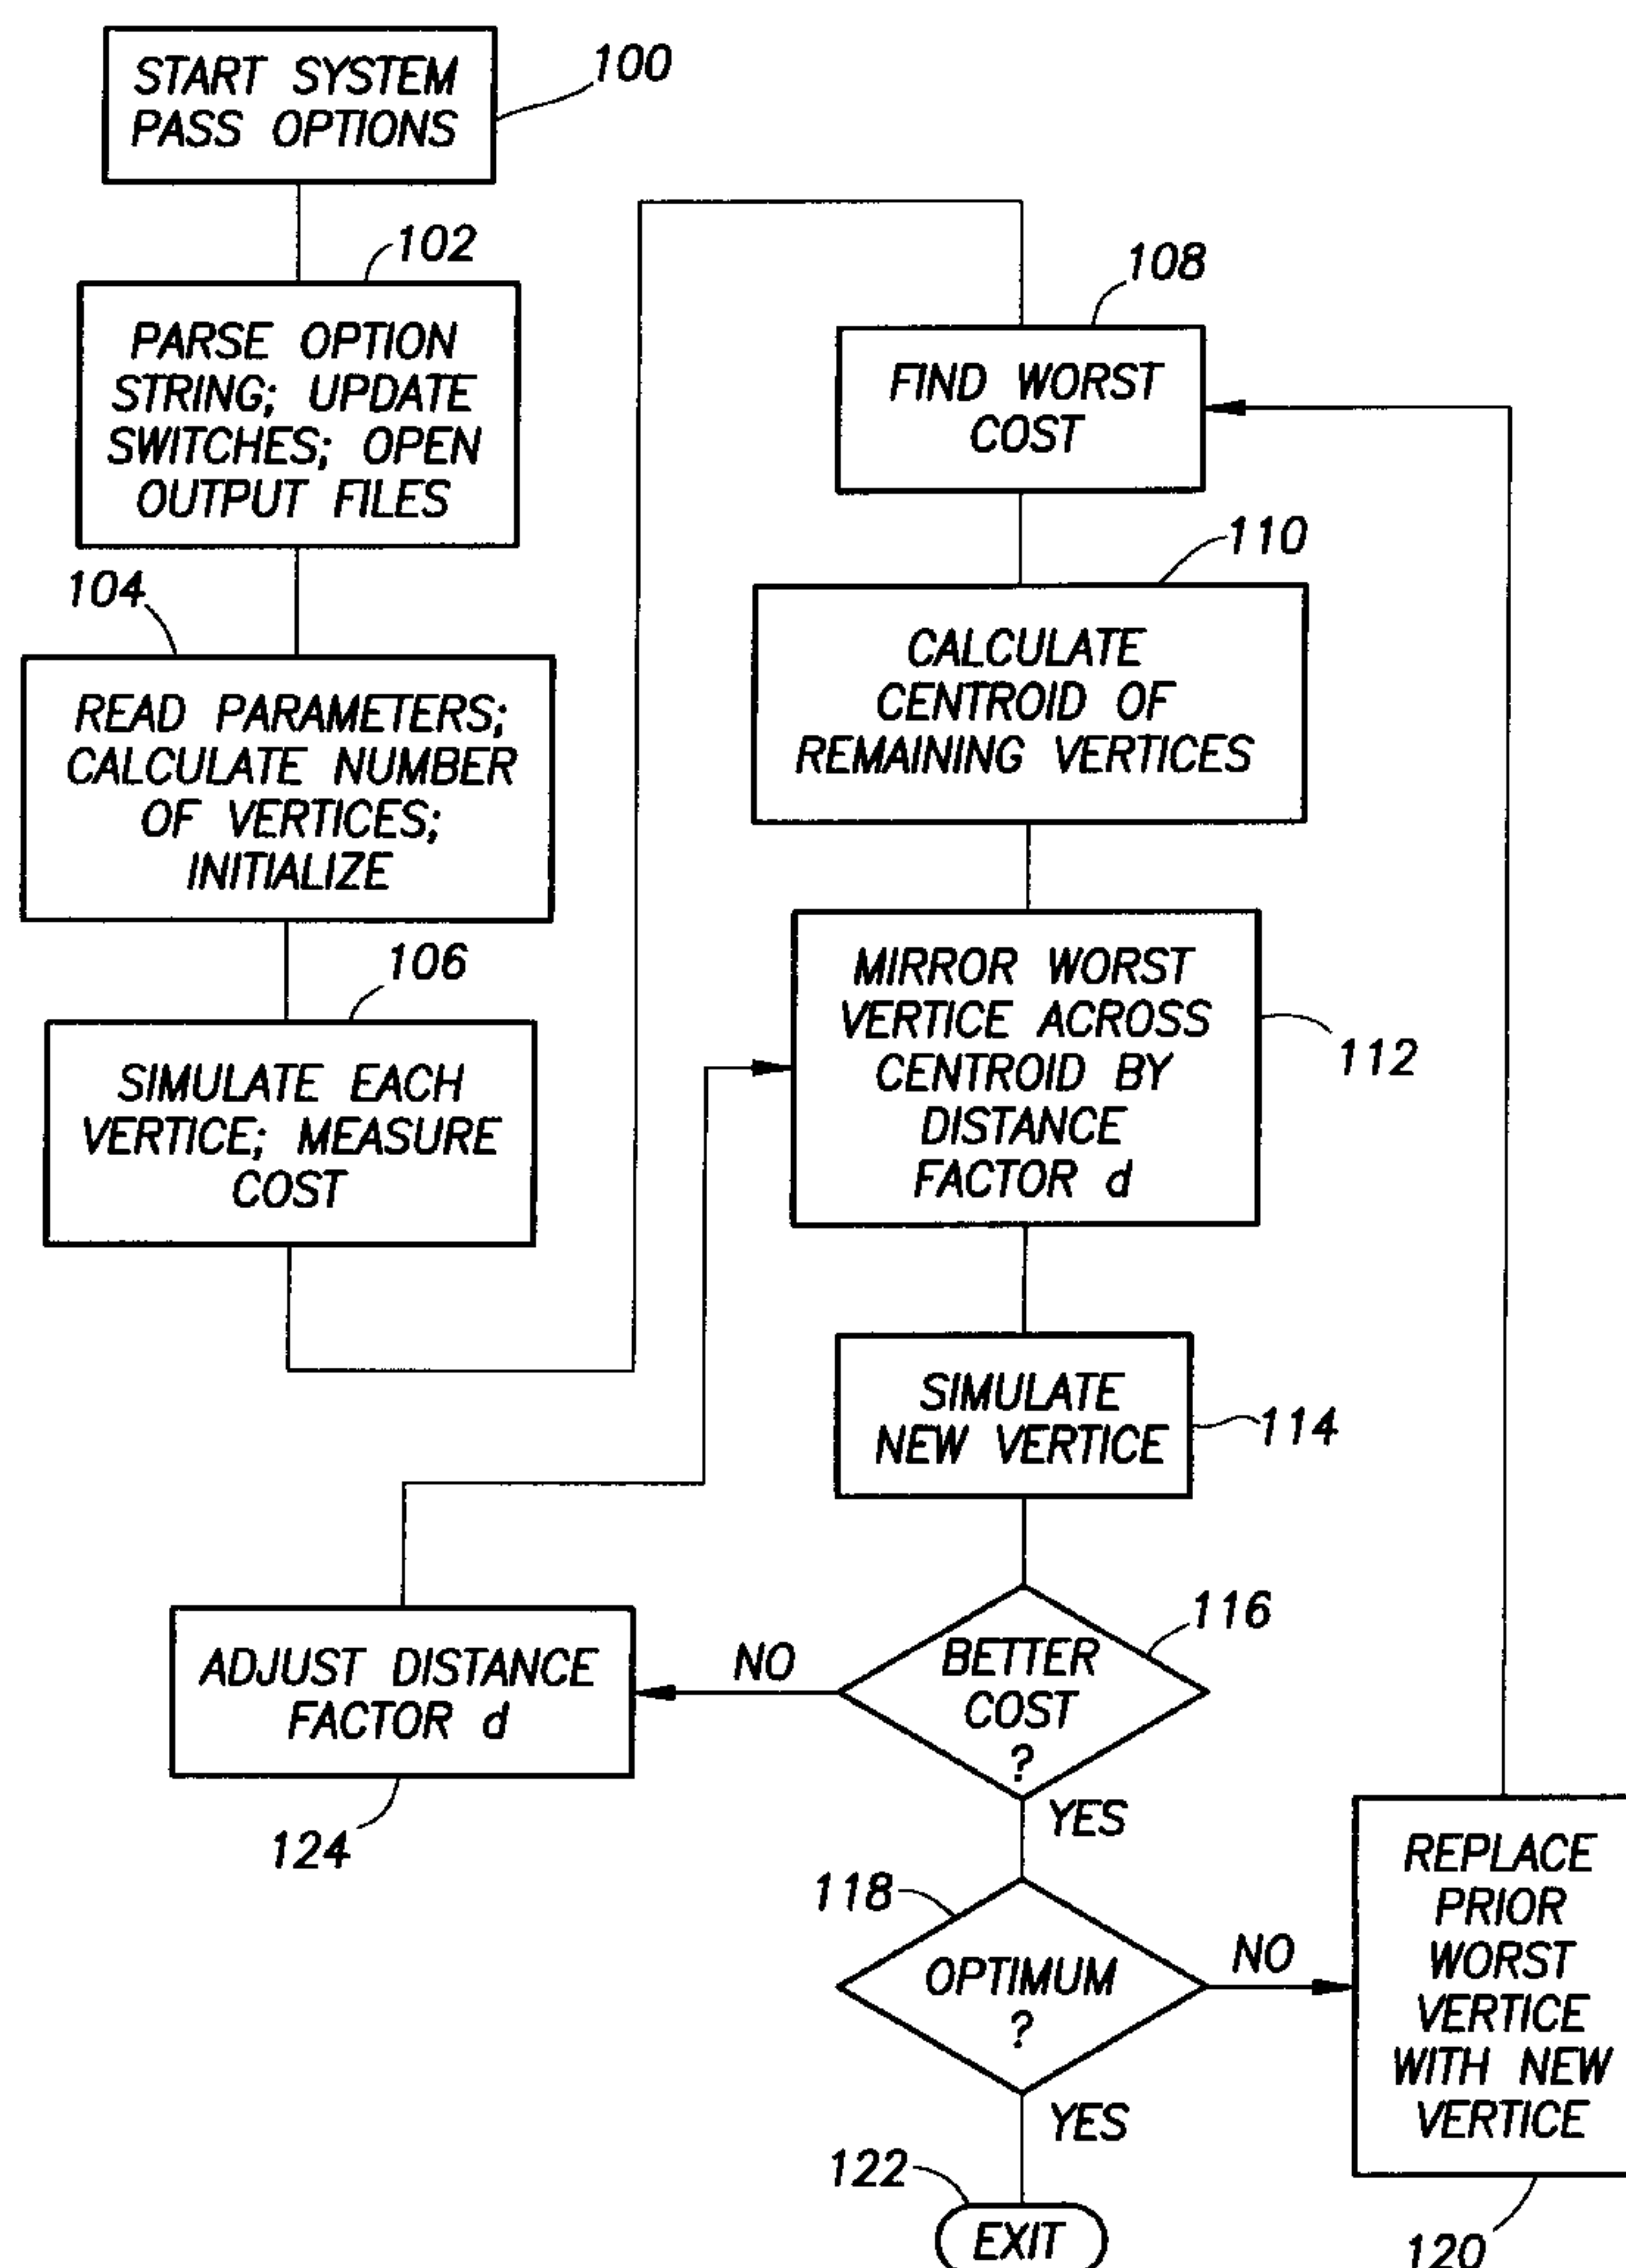 START SYSTEM
PASS OPTIONS
100
102
PARSE OPTION
STRING; UPDATE
SWITCHES; OPEN
OUTPUT FILES
104
READ PARAMETERS;
CALCULATE NUMBER
OF VERTICES;
INITIALIZE
106
SIMULATE EACH
VERTICE; MEASURE
COST
108
FIND WORST
COST
110
CALCULATE
CENTROID OF
REMAINING VERTICES
MIRROR WORST
VERTICE ACROSS
CENTROID BY
DISTANCE
FACTOR d
112
SIMULATE
NEW VERTICE
114
116
BETTER
COST
?
NO
YES
ADJUST DISTANCE
FACTOR d
124
118
OPTIMUM
?
NO
YES
REPLACE
PRIOR
WORST
VERTICE
WITH NEW
VERTICE
120
122
EXIT